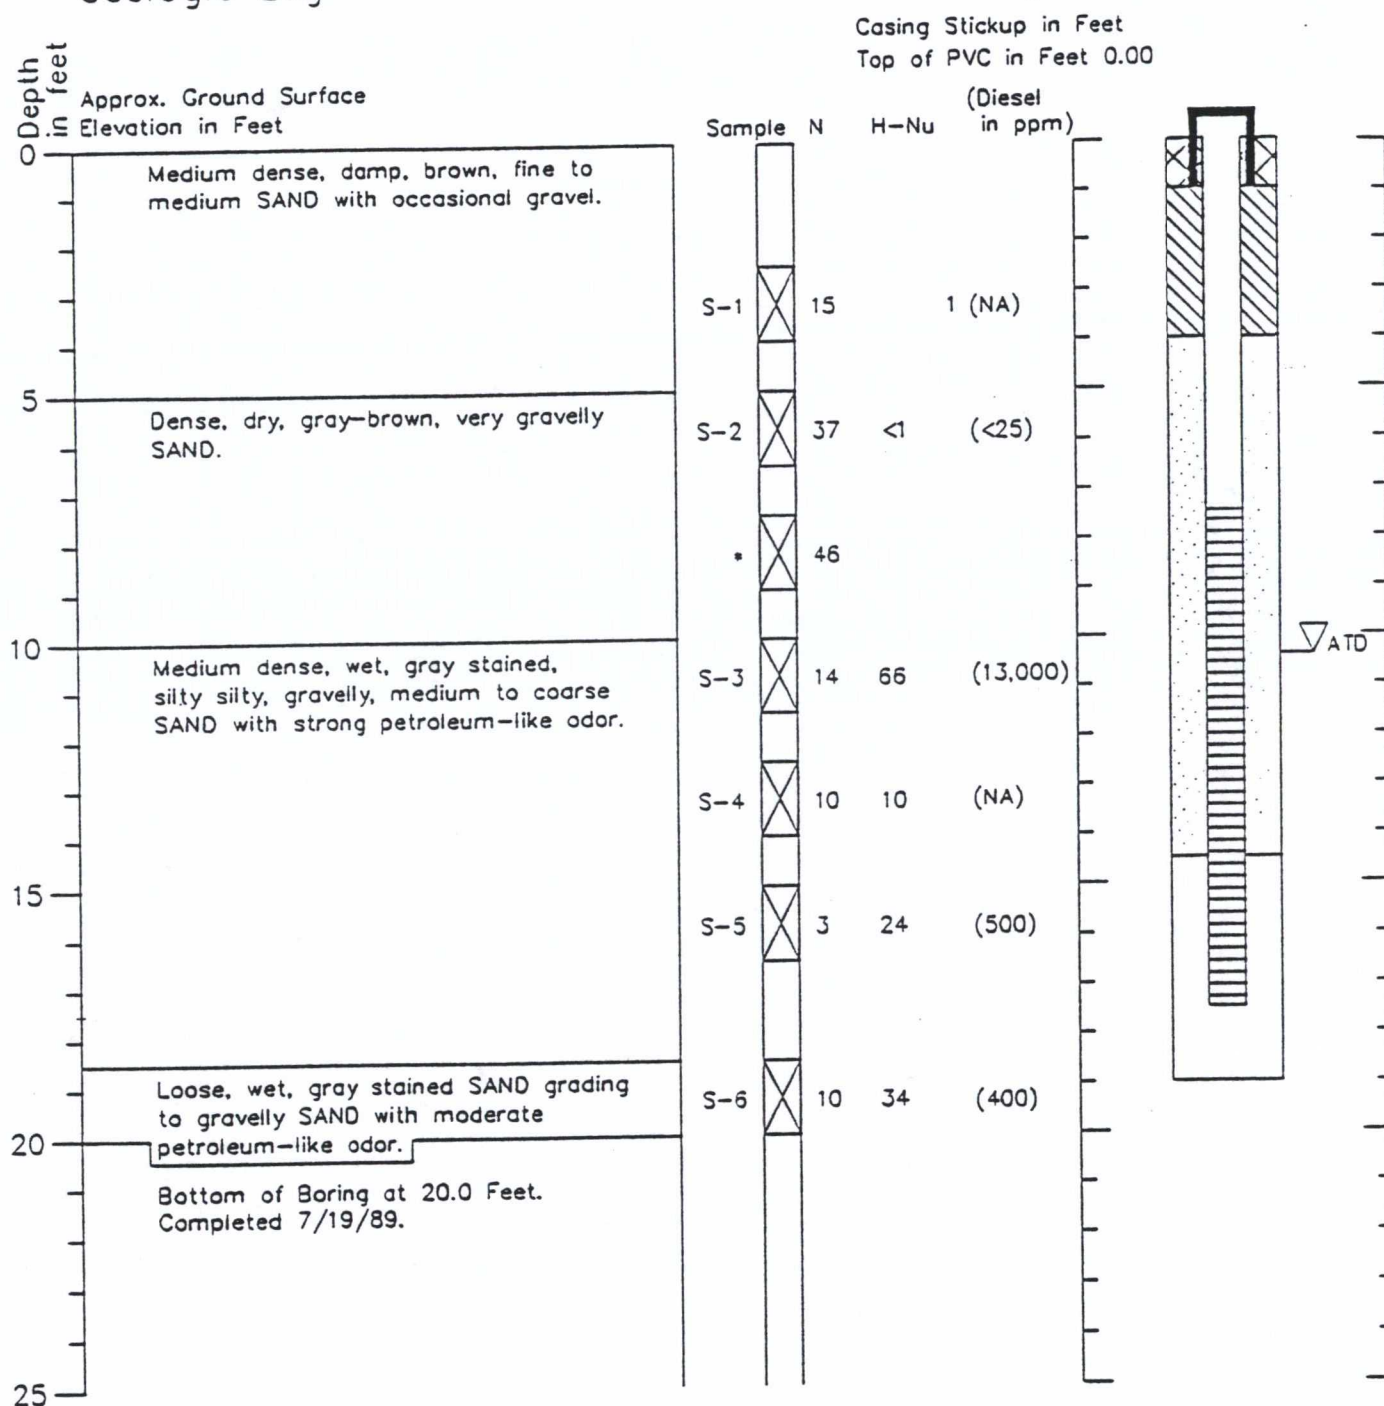 Casing Stickup in Feet
Top of PVC in Feet 0.00
Depth
in feet
Approx. Ground Surface
Elevation in Feet
Sample N H-Nu (Diesel
in ppm)
0
Medium dense, damp, brown, fine to
medium SAND with occasional gravel.
S-1 15 1 (NA)
5
Dense, dry, gray-brown, very gravelly
SAND.
S-2 37 <1 (<25)
* 46
10
Medium dense, wet, gray stained,
silty silty, gravelly, medium to coarse
SAND with strong petroleum-like odor.
S-3 14 66 (13,000)
ATD
S-4 10 10 (NA)
15
S-5 3 24 (500)
Loose, wet, gray stained SAND grading
to gravelly SAND with moderate
petroleum-like odor.
S-6 10 34 (400)
20
Bottom of Boring at 20.0 Feet.
Completed 7/19/89.
25